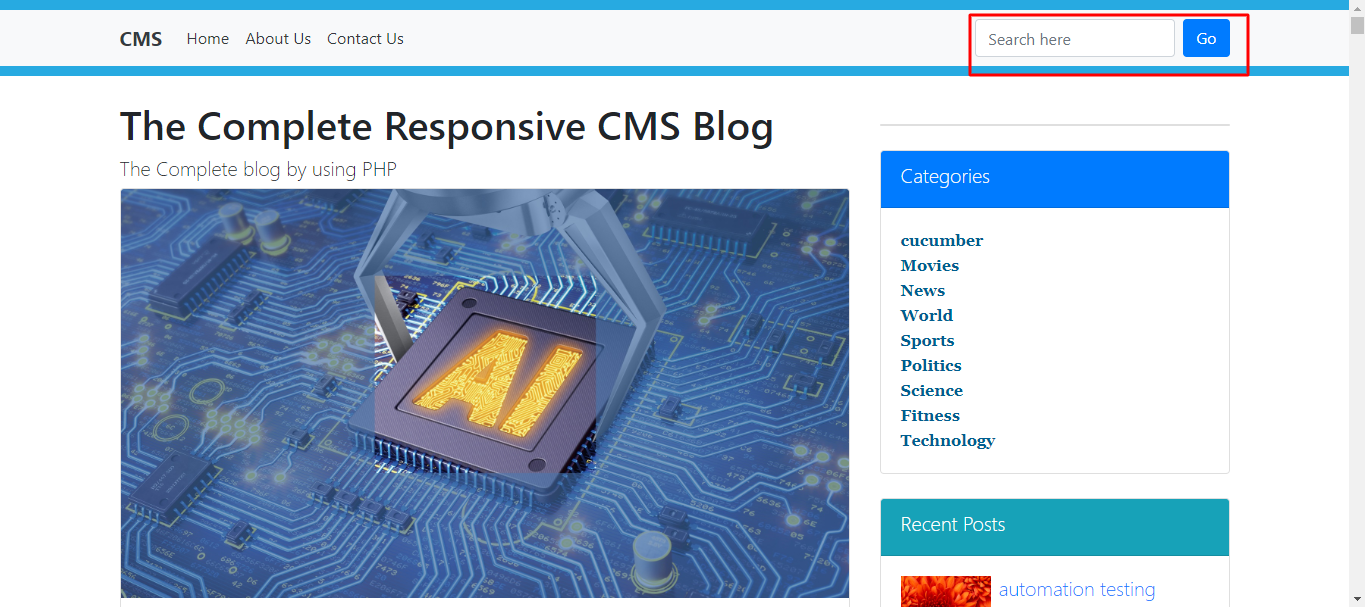 CMS Home About Us Contact Us Search here Go
The Complete Responsive CMS Blog
The Complete blog by using PHP
AI
Categories
cucumber
Movies
News
World
Sports
Politics
Science
Fitness
Technology
Recent Posts
automation testing